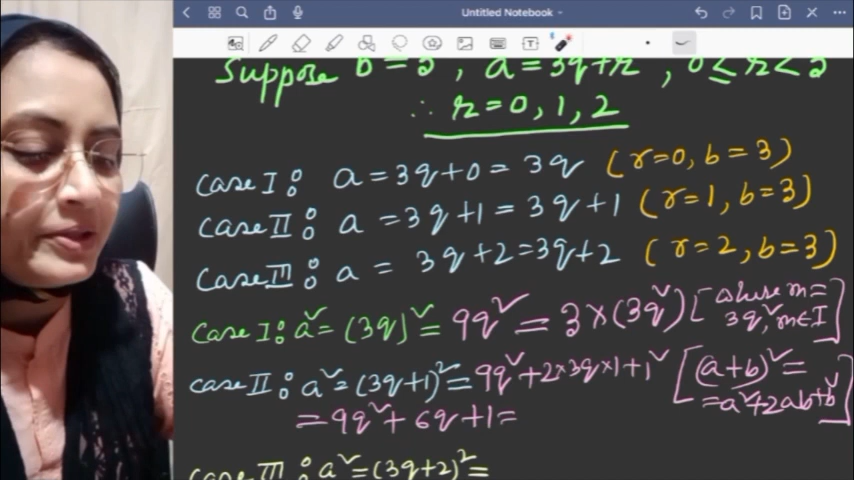 Untitled Notebook
Suppose b = 3, a = 3q+r, 0 ≤ r < 3
∴ r = 0, 1, 2
Case I: a = 3q+0 = 3q (r=0, b=3)
Case II: a = 3q+1 = 3q+1 (r=1, b=3)
Case III: a = 3q+2 = 3q+2 (r=2, b=3)
Case I: a² = (3q)² = 9q² = 3×(3q²) [where m = 3q², m∈I]
Case II: a² = (3q+1)² = 9q²+2×3q×1+1² [(a+b)² = = a²+2ab+b²]
= 9q²+6q+1=
Case III: a² = (3q+2)² =